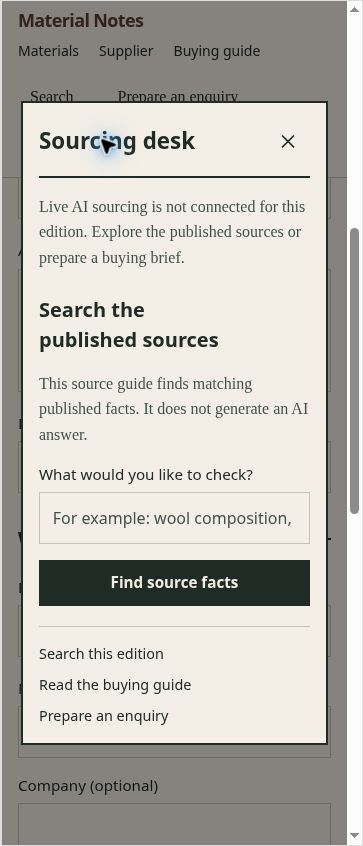 Material Notes
Materials Supplier Buying guide
Search Prepare an enquiry
Sourcing desk
Live AI sourcing is not connected for this
edition. Explore the published sources or
prepare a buying brief.
Search the
published sources
This source guide finds matching
published facts. It does not generate an AI
answer.
What would you like to check?
For example: wool composition,
Find source facts
Search this edition
Read the buying guide
Prepare an enquiry
Company (optional)